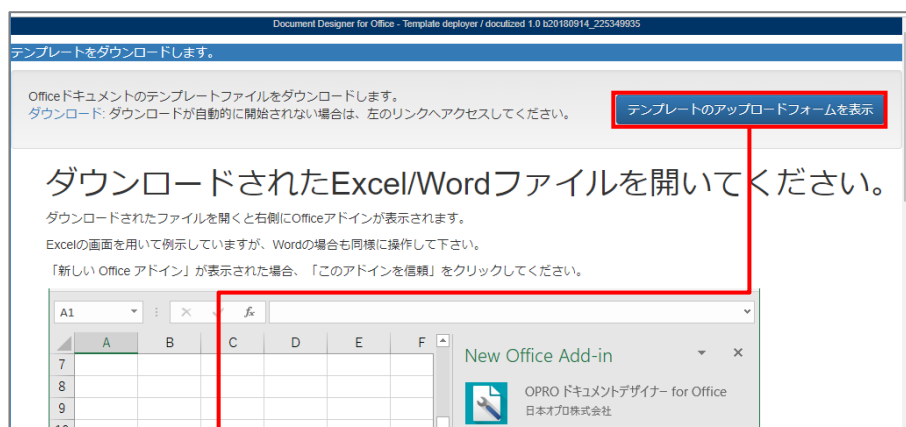 Document Designer for Office - Template deployer / docutized 1.0 b20180914_225349935
テンプレートをダウンロードします。
Officeドキュメントのテンプレートファイルをダウンロードします。
ダウンロード: ダウンロードが自動的に開始されない場合は、左のリンクへアクセスしてください。
テンプレートのアップロードフォームを表示
ダウンロードされたExcel/Wordファイルを開いてください。
ダウンロードされたファイルを開くと右側にOfficeアドインが表示されます。
Excelの画面を用いて例示していますが、Wordの場合も同様に操作して下さい。
「新しい Office アドイン」が表示された場合、「このアドインを信頼」をクリックしてください。
A1 fx
A B C D E F
7
8
9
New Office Add-in
OPRO ドキュメントデザイナー for Office
日本オプロ株式会社